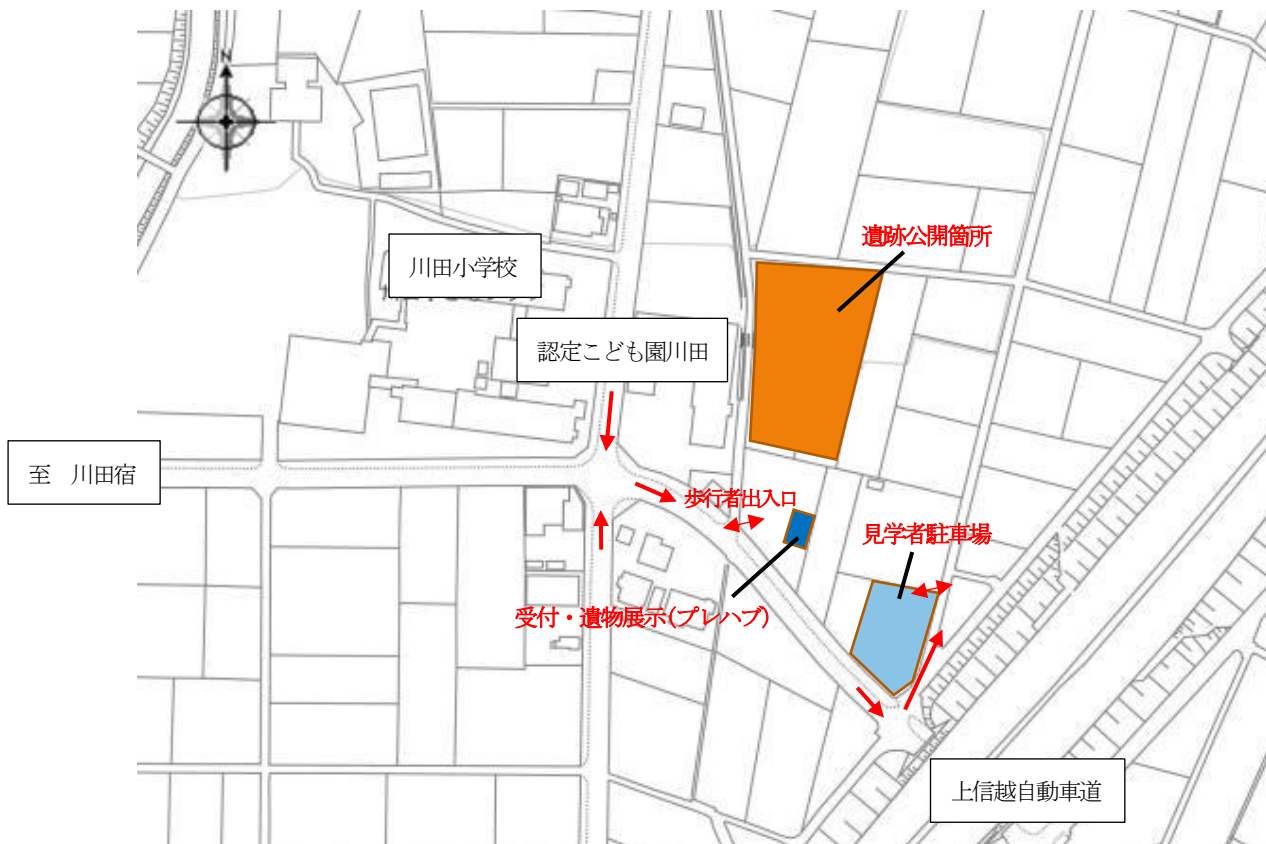 N
遺跡公開箇所
川田小学校
認定こども園川田
至　川田宿
歩行者出入口
見学者駐車場
受付・遺物展示(プレハブ)
上信越自動車道